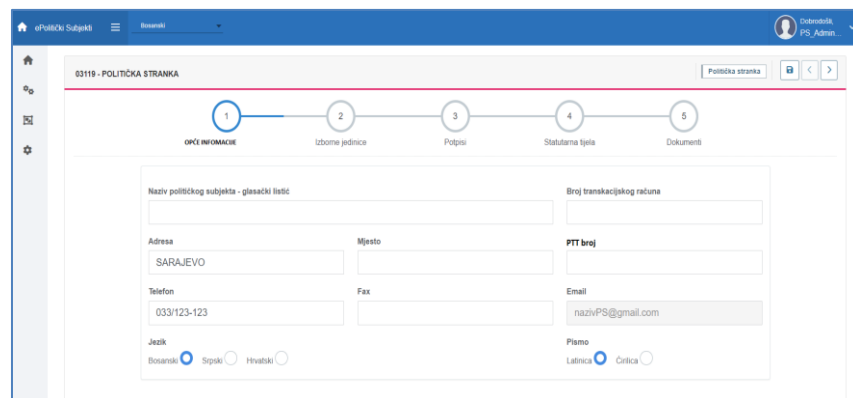 ePolitički Subjekti Bosanski Dobrodošli,
PS_Admin...
03119 - POLITIČKA STRANKA Politička stranka
1 2 3 4 5
OPĆE INFOMACIJE Izborne jedinice Potpisi Statutarna tijela Dokumenti
Naziv političkog subjekta - glasački listić Broj transkacijskog računa
Adresa Mjesto PTT broj
SARAJEVO
Telefon Fax Email
033/123-123 nazivPS@gmail.com
Jezik Pismo
Bosanski Srpski Hrvatski Latinica Ćirilica